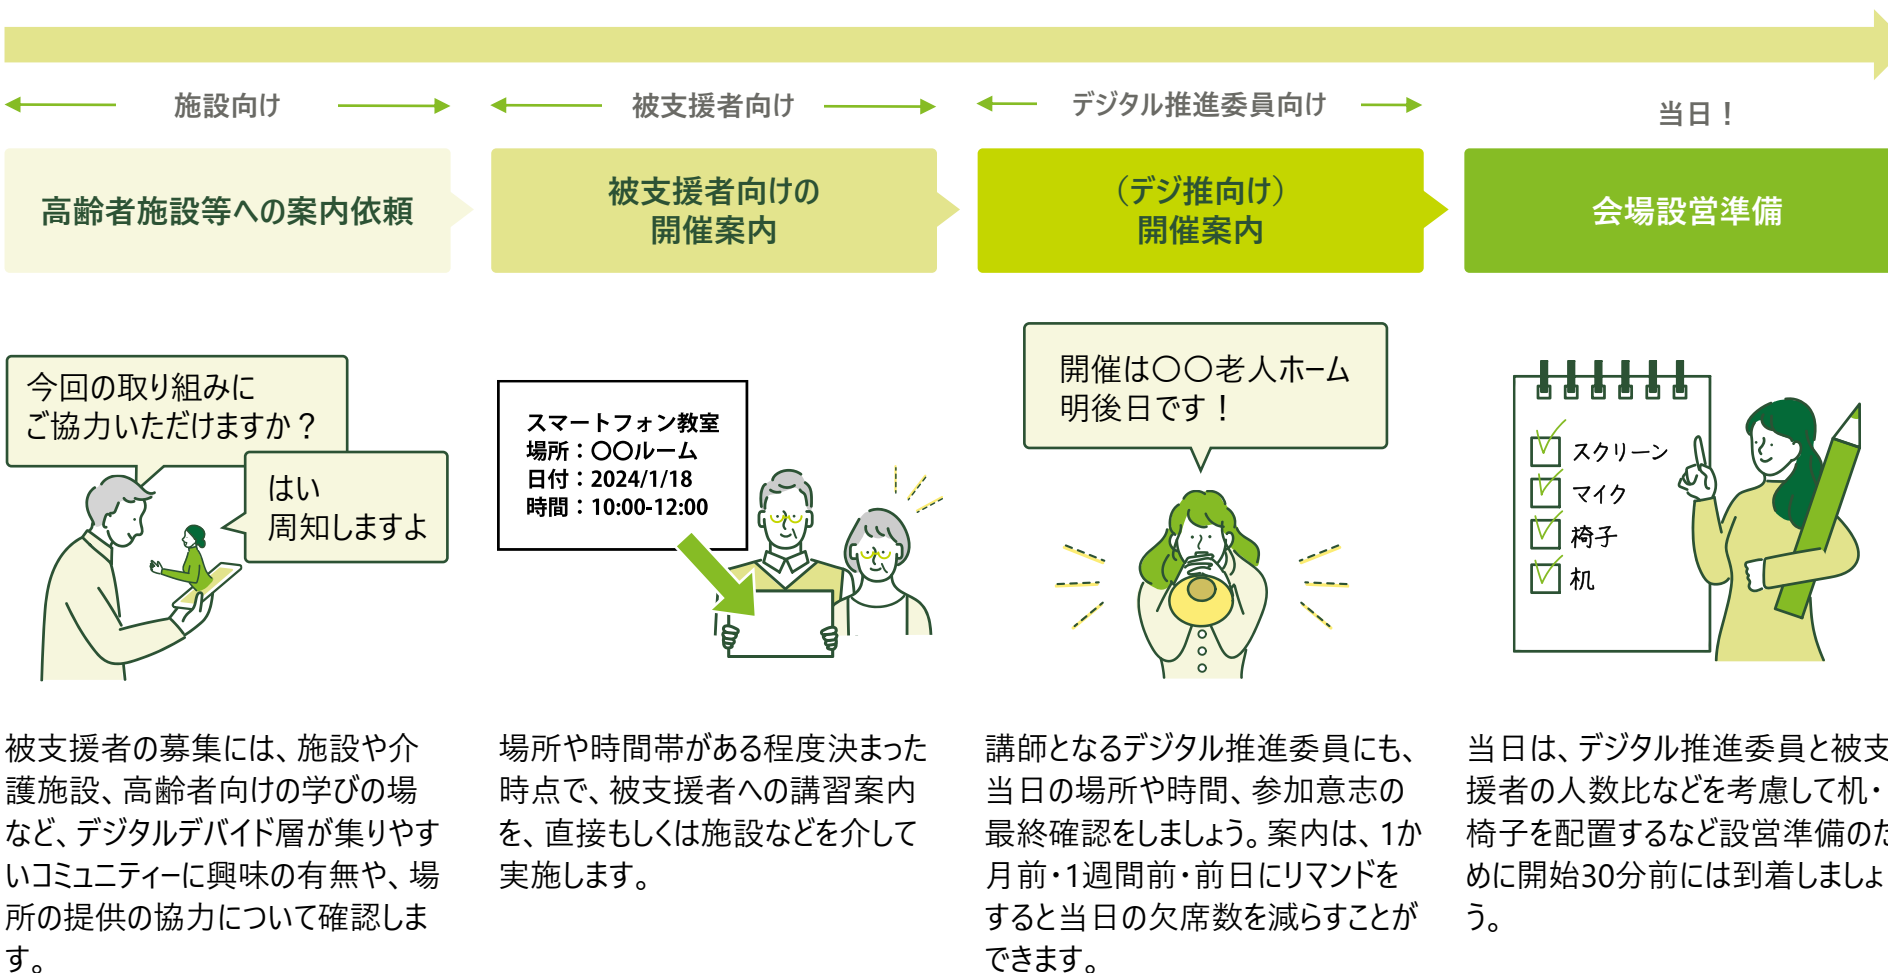 施設向け
被支援者向け
デジタル推進委員向け
当日！
高齢者施設等への案内依頼
被支援者向けの
開催案内
（デジ推向け）
開催案内
会場設営準備
今回の取り組みに
ご協力いただけますか？
はい
周知しますよ
スマートフォン教室
場所：〇〇ルーム
日付：2024/1/18
時間：10:00-12:00
開催は〇〇老人ホーム
明後日です！
スクリーン
マイク
椅子
机
被支援者の募集には、施設や介
護施設、高齢者向けの学びの場
など、デジタルデバイド層が集りやす
いコミュニティーに興味の有無や、場
所の提供の協力について確認しま
す。
場所や時間帯がある程度決まった
時点で、被支援者への講習案内
を、直接もしくは施設などを介して
実施します。
講師となるデジタル推進委員にも、
当日の場所や時間、参加意志の
最終確認をしましょう。案内は、1か
月前・1週間前・前日にリマンドを
すると当日の欠席数を減らすことが
できます。
当日は、デジタル推進委員と被支
援者の人数比などを考慮して机・
椅子を配置するなど設営準備のた
めに開始30分前には到着しましょ
う。